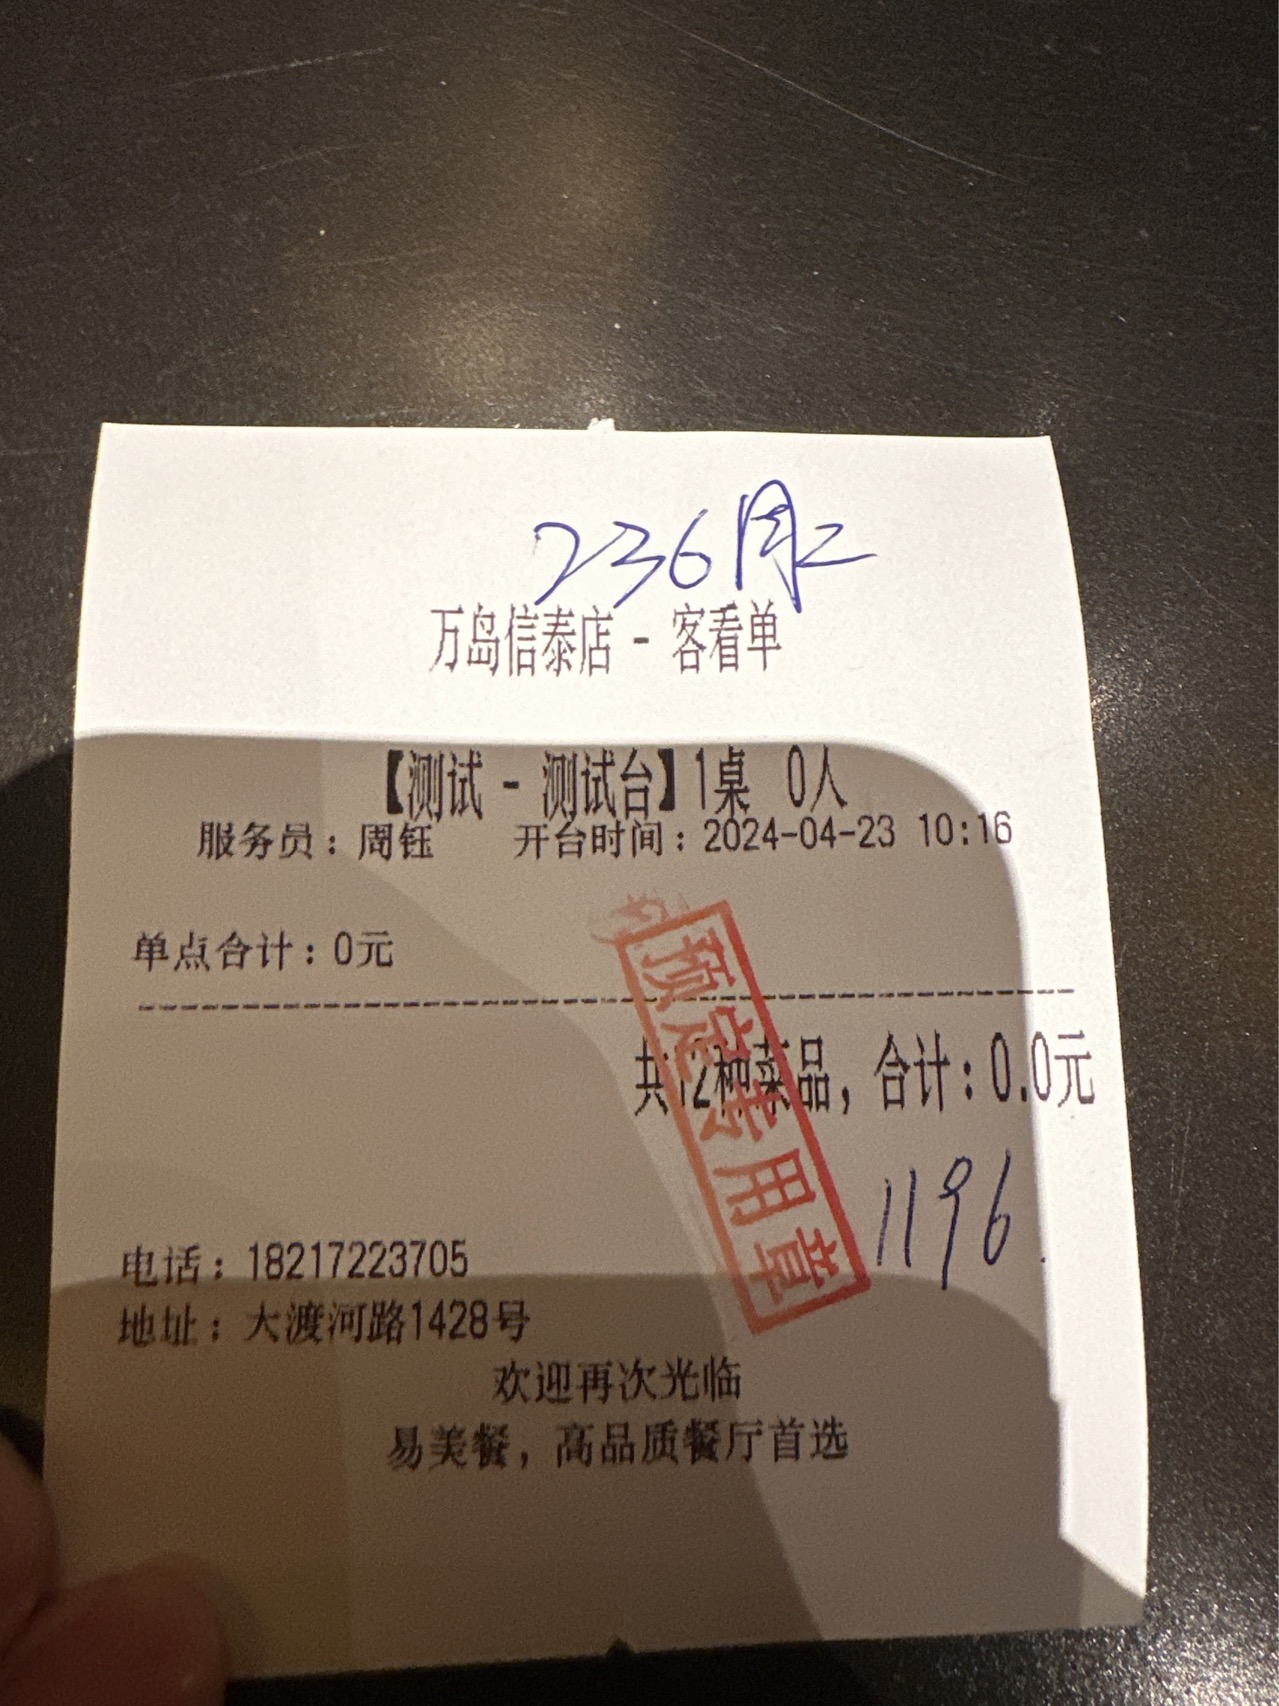 236周二
万岛信泰店 - 客看单
【测试 - 测试台】1桌 0人
服务员：周钰 开台时间：2024-04-23 10:16
单点合计：0元
共12种菜品，合计：0.0元
预定专用章
1196
电话：18217223705
地址：大渡河路1428号
欢迎再次光临
易美餐，高品质餐厅首选